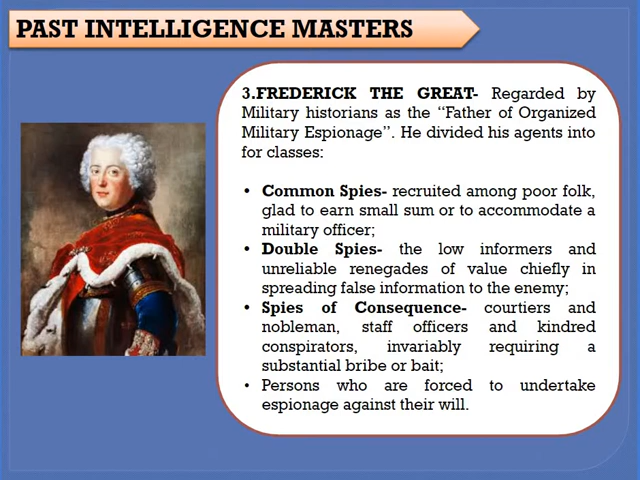 PAST INTELLIGENCE MASTERS
3.FREDERICK THE GREAT- Regarded by
Military historians as the “Father of Organized
Military Espionage”. He divided his agents into
for classes:
• Common Spies- recruited among poor folk,
glad to earn small sum or to accommodate a
military officer;
• Double Spies- the low informers and
unreliable renegades of value chiefly in
spreading false information to the enemy;
• Spies of Consequence- courtiers and
nobleman, staff officers and kindred
conspirators, invariably requiring a
substantial bribe or bait;
• Persons who are forced to undertake
espionage against their will.